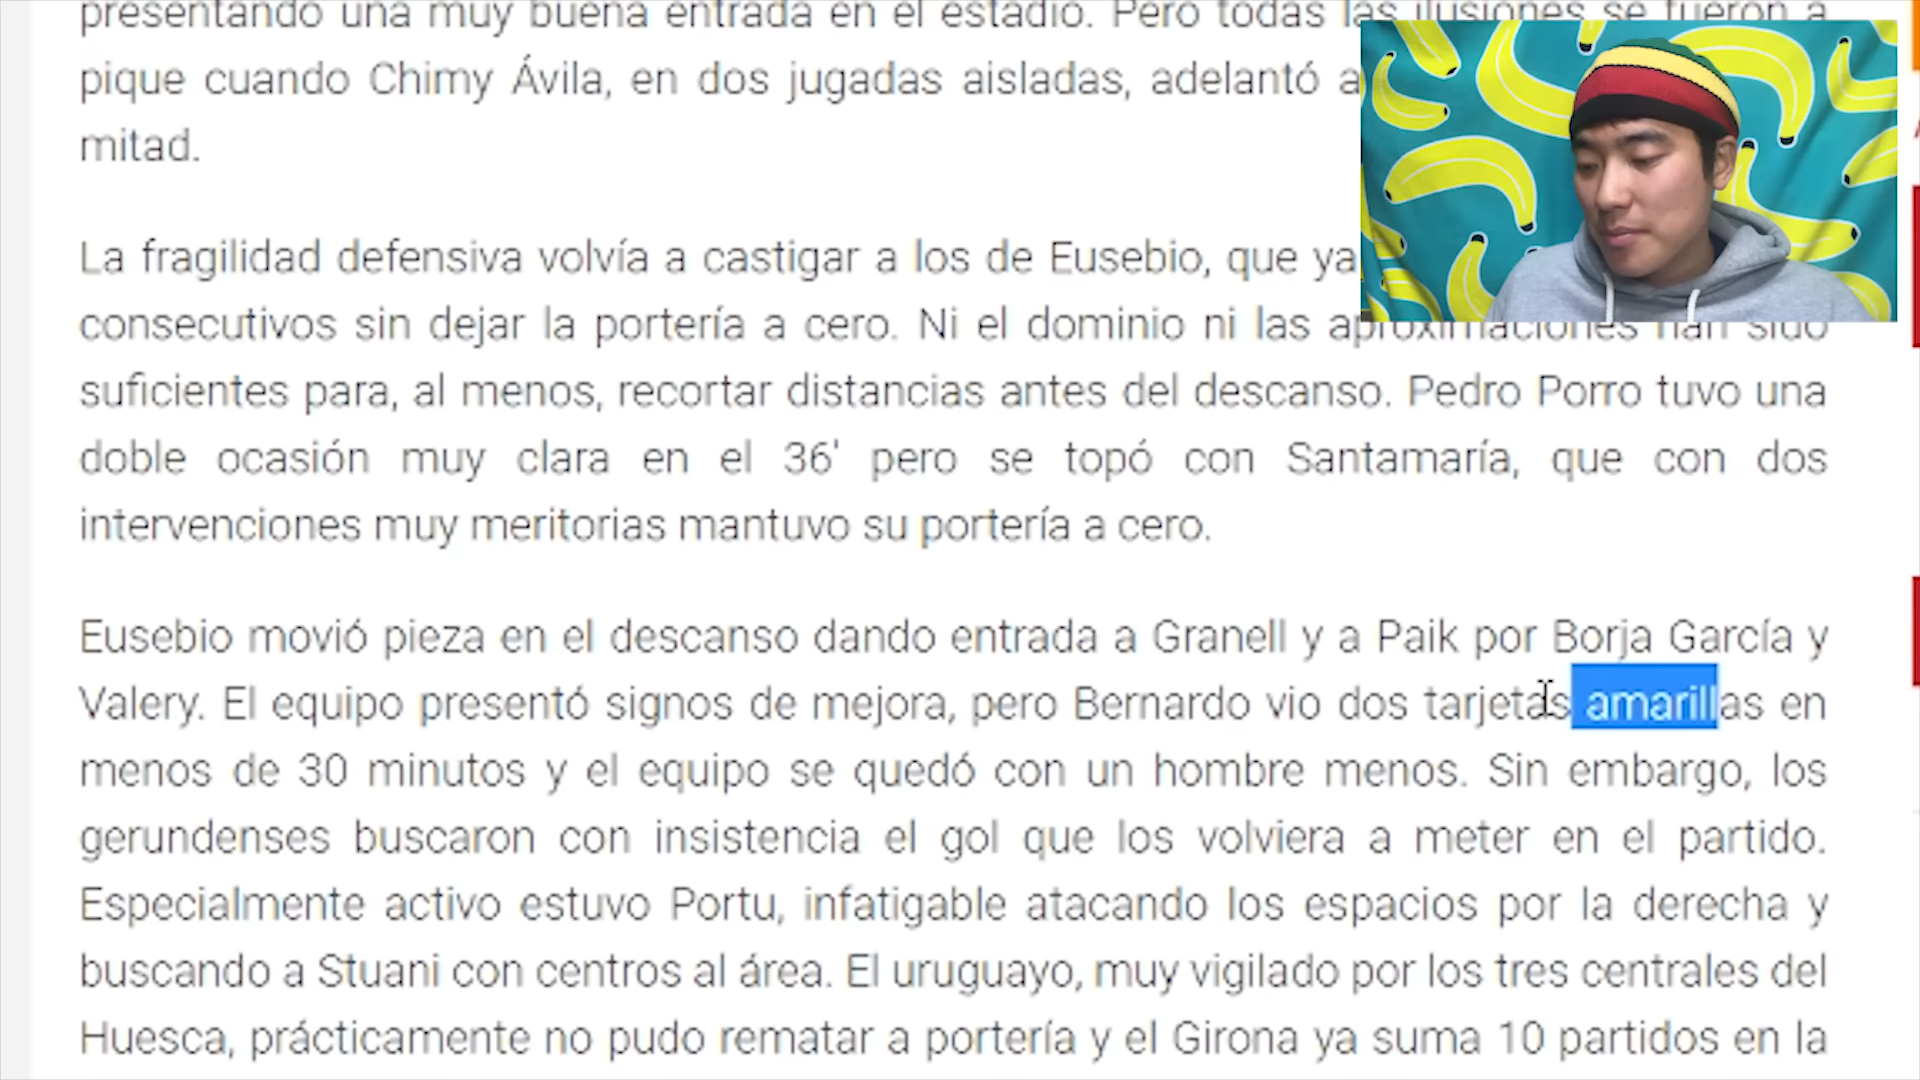 presentando una muy buena entrada en el estadio. Pero todas las ilusiones se fueron a
pique cuando Chimy Ávila, en dos jugadas aisladas, adelantó a
mitad.
La fragilidad defensiva volvía a castigar a los de Eusebio, que ya
consecutivos sin dejar la portería a cero. Ni el dominio ni las aproximaciones han sido
suficientes para, al menos, recortar distancias antes del descanso. Pedro Porro tuvo una
doble ocasión muy clara en el 36' pero se topó con Santamaría, que con dos
intervenciones muy meritorias mantuvo su portería a cero.
Eusebio movió pieza en el descanso dando entrada a Granell y a Paik por Borja García y
Valery. El equipo presentó signos de mejora, pero Bernardo vio dos tarjetas amarillas en
menos de 30 minutos y el equipo se quedó con un hombre menos. Sin embargo, los
gerundenses buscaron con insistencia el gol que los volviera a meter en el partido.
Especialmente activo estuvo Portu, infatigable atacando los espacios por la derecha y
buscando a Stuani con centros al área. El uruguayo, muy vigilado por los tres centrales del
Huesca, prácticamente no pudo rematar a portería y el Girona ya suma 10 partidos en la